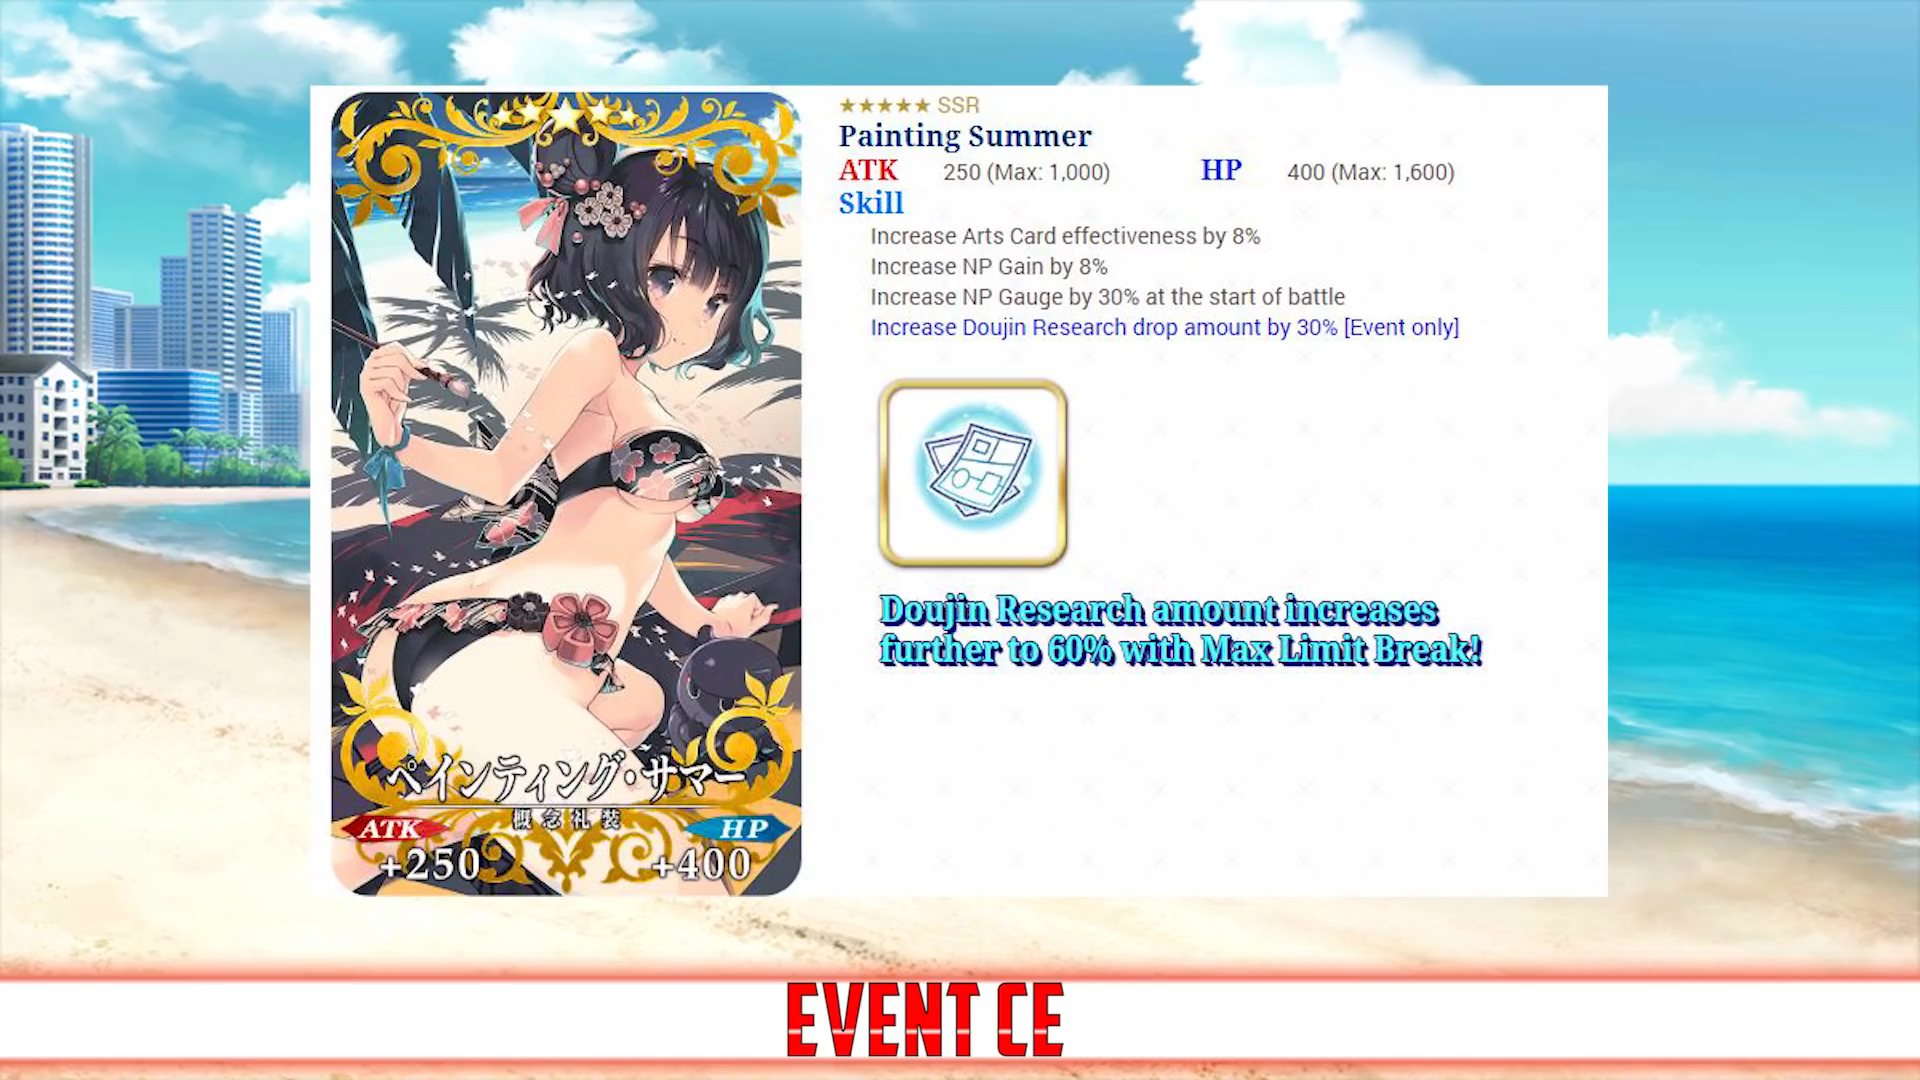 ★★★★★ SSR
Painting Summer
ATK 250 (Max: 1,000) HP 400 (Max: 1,600)
Skill
Increase Arts Card effectiveness by 8%
Increase NP Gain by 8%
Increase NP Gauge by 30% at the start of battle
Increase Doujin Research drop amount by 30% [Event only]
Doujin Research amount increases
further to 60% with Max Limit Break!
ペインティング・サマー
概念礼装
ATK HP
+250 +400
EVENT CE